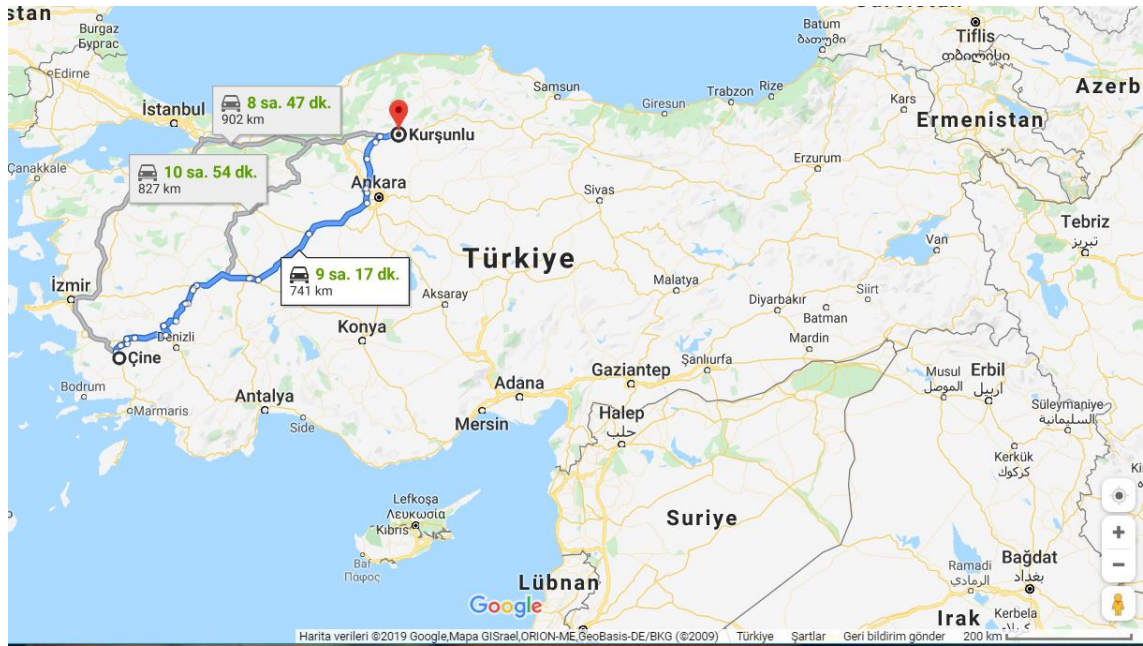 stan
Burgaz
Бургас
Edirne
İstanbul
8 sa. 47 dk.
902 km
10 sa. 54 dk.
827 km
Kurşunlu
Samsun
Giresun
Trabzon
Rize
Batum
ბათუმი
Tiflis
თბილისი
Azerb
Kars
Ermenistan
Çanakkale
Ankara
Erzurum
Sivas
Tebriz
تبریز
Van
Türkiye
9 sa. 17 dk.
741 km
İzmir
Aksaray
Malatya
Siirt
Diyarbakır
Batman
Konya
Mardin
Denizli
Çine
Gaziantep
Şanlıurfa
Musul
الموصل
Erbil
اربيل
Bodrum
Antalya
Adana
Marmaris
Side
Mersin
Halep
حلب
Süleymaniye
السليمانية
Kerkük
كركوك
Ki
Lefkoşa
Λευκωσία
Kıbrıs
Suriye
Baf
Πάφος
Lübnan
Ramadi
الرمادي
Bağdat
بغداد
Google
Irak
Kerbela
Harita verileri ©2019 Google,Mapa GISrael,ORION-ME,GeoBasis-DE/BKG (©2009) Türkiye Şartlar Geri bildirim gönder 200 km